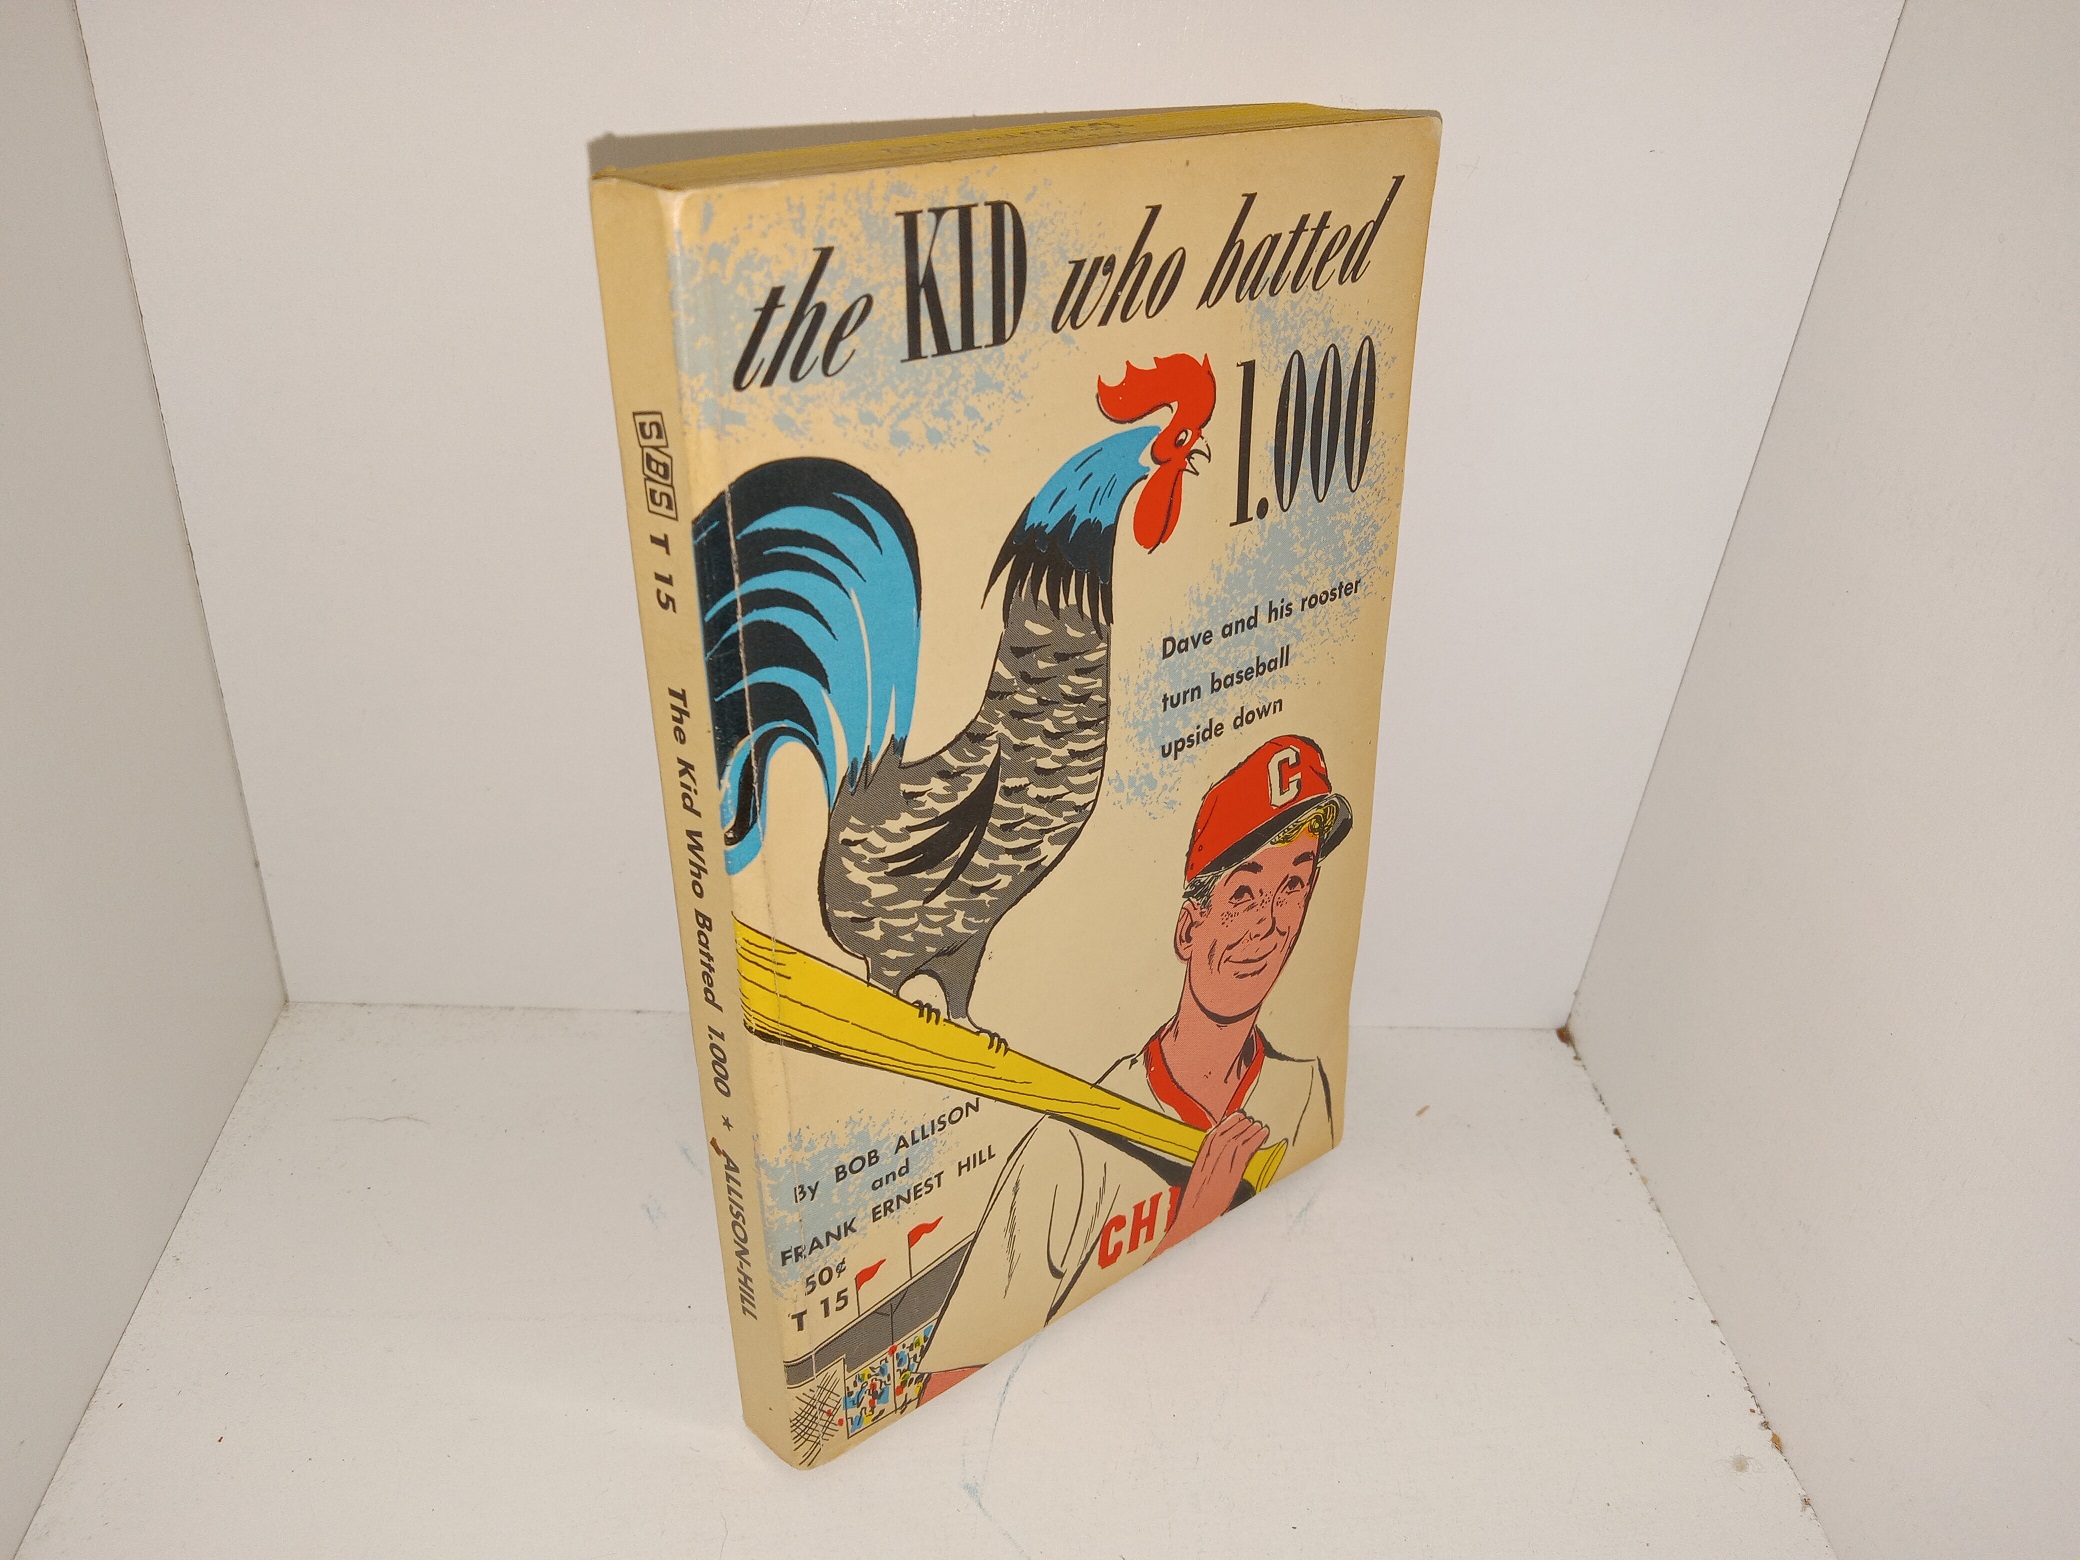 the KID who batted
1.000
Dave and his rooster
turn baseball
upside down
C
By BOB ALLISON
and
FRANK ERNEST HILL
50¢
T 15
CHI
SBS T 15 The Kid Who Batted 1.000 ★ ALLISON-HILL